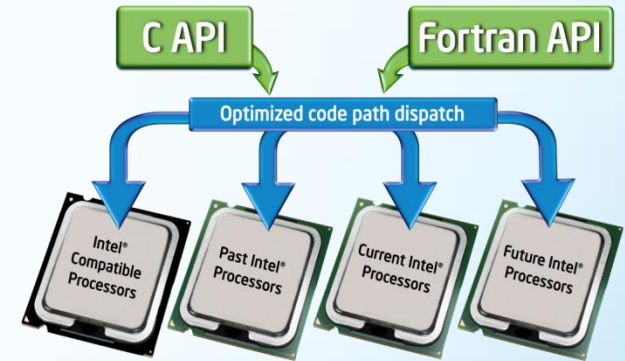 C API
Fortran API
Optimized code path dispatch
Intel®
Compatible
Processors
Past Intel®
Processors
Current Intel®
Processors
Future Intel®
Processors